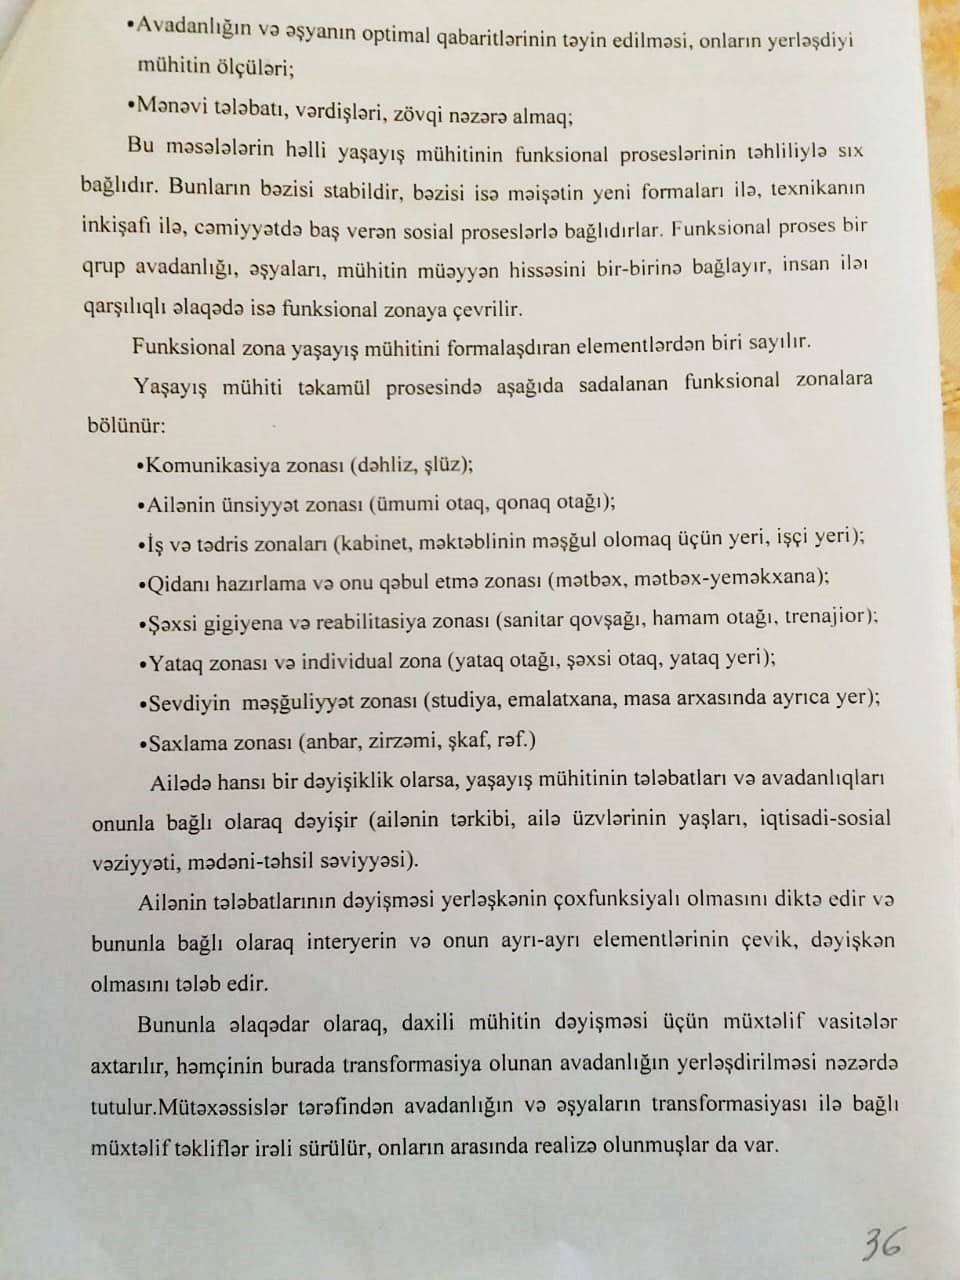 •Avadanlığın və əşyanın optimal qabaritlərinin təyin edilməsi, onların yerləşdiyi
mühitin ölçüləri;
•Mənəvi tələbatı, vərdişləri, zövqi nəzərə almaq;
Bu məsələlərin həlli yaşayış mühitinin funksional proseslərinin təhliliylə sıx
bağlıdır. Bunların bəzisi stabildir, bəzisi isə məişətin yeni formaları ilə, texnikanın
inkişafı ilə, cəmiyyətdə baş verən sosial proseslərlə bağlıdırlar. Funksional proses bir
qrup avadanlığı, əşyaları, mühitin müəyyən hissəsini bir-birinə bağlayır, insan iləı
qarşılıqlı əlaqədə isə funksional zonaya çevrilir.
Funksional zona yaşayış mühitini formalaşdıran elementlərdən biri sayılır.
Yaşayış mühiti təkamül prosesində aşağıda sadalanan funksional zonalara
bölünür:
•Komunikasiya zonası (dəhliz, şlüz);
•Ailənin ünsiyyət zonası (ümumi otaq, qonaq otağı);
•İş və tədris zonaları (kabinet, məktəblinin məşğul olomaq üçün yeri, işçi yeri);
•Qidanı hazırlama və onu qəbul etmə zonası (mətbəx, mətbəx-yeməkxana);
•Şəxsi gigiyena və reabilitasiya zonası (sanitar qovşağı, hamam otağı, trenajior);
•Yataq zonası və individual zona (yataq otağı, şəxsi otaq, yataq yeri);
•Sevdiyin məşğuliyyət zonası (studiya, emalatxana, masa arxasında ayrıca yer);
•Saxlama zonası (anbar, zirzəmi, şkaf, rəf.)
Ailədə hansı bir dəyişiklik olarsa, yaşayış mühitinin tələbatları və avadanlıqları
onunla bağlı olaraq dəyişir (ailənin tərkibi, ailə üzvlərinin yaşları, iqtisadi-sosial
vəziyyəti, mədəni-təhsil səviyyəsi).
Ailənin tələbatlarının dəyişməsi yerləşkənin çoxfunksiyalı olmasını diktə edir və
bununla bağlı olaraq interyerin və onun ayrı-ayrı elementlərinin çevik, dəyişkən
olmasını tələb edir.
Bununla əlaqədar olaraq, daxili mühitin dəyişməsi üçün müxtəlif vasitələr
axtarılır, həmçinin burada transformasiya olunan avadanlığın yerləşdirilməsi nəzərdə
tutulur.Mütəxəssislər tərəfindən avadanlığın və əşyaların transformasiyası ilə bağlı
müxtəlif təkliflər irəli sürülür, onların arasında realizə olunmuşlar da var.
36